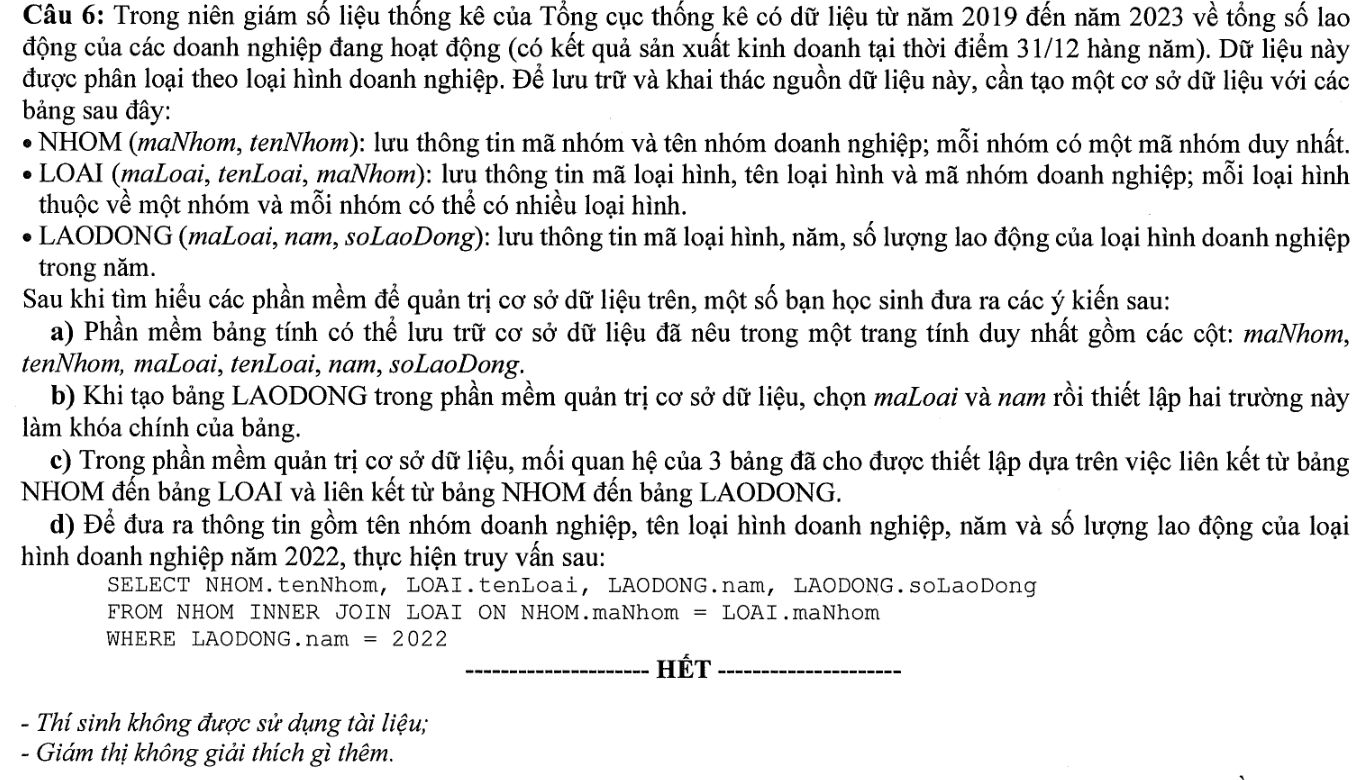 Câu 6: Trong niên giám số liệu thống kê của Tổng cục thống kê có dữ liệu từ năm 2019 đến năm 2023 về tổng số lao
động của các doanh nghiệp đang hoạt động (có kết quả sản xuất kinh doanh tại thời điểm 31/12 hàng năm). Dữ liệu này
được phân loại theo loại hình doanh nghiệp. Để lưu trữ và khai thác nguồn dữ liệu này, cần tạo một cơ sở dữ liệu với các
bảng sau đây:
• NHOM (maNhom, tenNhom): lưu thông tin mã nhóm và tên nhóm doanh nghiệp; mỗi nhóm có một mã nhóm duy nhất.
• LOAI (maLoai, tenLoai, maNhom): lưu thông tin mã loại hình, tên loại hình và mã nhóm doanh nghiệp; mỗi loại hình
thuộc về một nhóm và mỗi nhóm có thể có nhiều loại hình.
• LAODONG (maLoai, nam, soLaoDong): lưu thông tin mã loại hình, năm, số lượng lao động của loại hình doanh nghiệp
trong năm.
Sau khi tìm hiểu các phần mềm để quản trị cơ sở dữ liệu trên, một số bạn học sinh đưa ra các ý kiến sau:
a) Phần mềm bảng tính có thể lưu trữ cơ sở dữ liệu đã nêu trong một trang tính duy nhất gồm các cột: maNhom,
tenNhom, maLoai, tenLoai, nam, soLaoDong.
b) Khi tạo bảng LAODONG trong phần mềm quản trị cơ sở dữ liệu, chọn maLoai và nam rồi thiết lập hai trường này
làm khóa chính của bảng.
c) Trong phần mềm quản trị cơ sở dữ liệu, mối quan hệ của 3 bảng đã cho được thiết lập dựa trên việc liên kết từ bảng
NHOM đến bảng LOAI và liên kết từ bảng NHOM đến bảng LAODONG.
d) Để đưa ra thông tin gồm tên nhóm doanh nghiệp, tên loại hình doanh nghiệp, năm và số lượng lao động của loại
hình doanh nghiệp năm 2022, thực hiện truy vấn sau:
SELECT NHOM.tenNhom, LOAI.tenLoai, LAODONG.nam, LAODONG.soLaoDong
FROM NHOM INNER JOIN LOAI ON NHOM.maNhom = LOAI.maNhom
WHERE LAODONG.nam = 2022
--------------------- HẾT ---------------------
- Thí sinh không được sử dụng tài liệu;
- Giám thị không giải thích gì thêm.